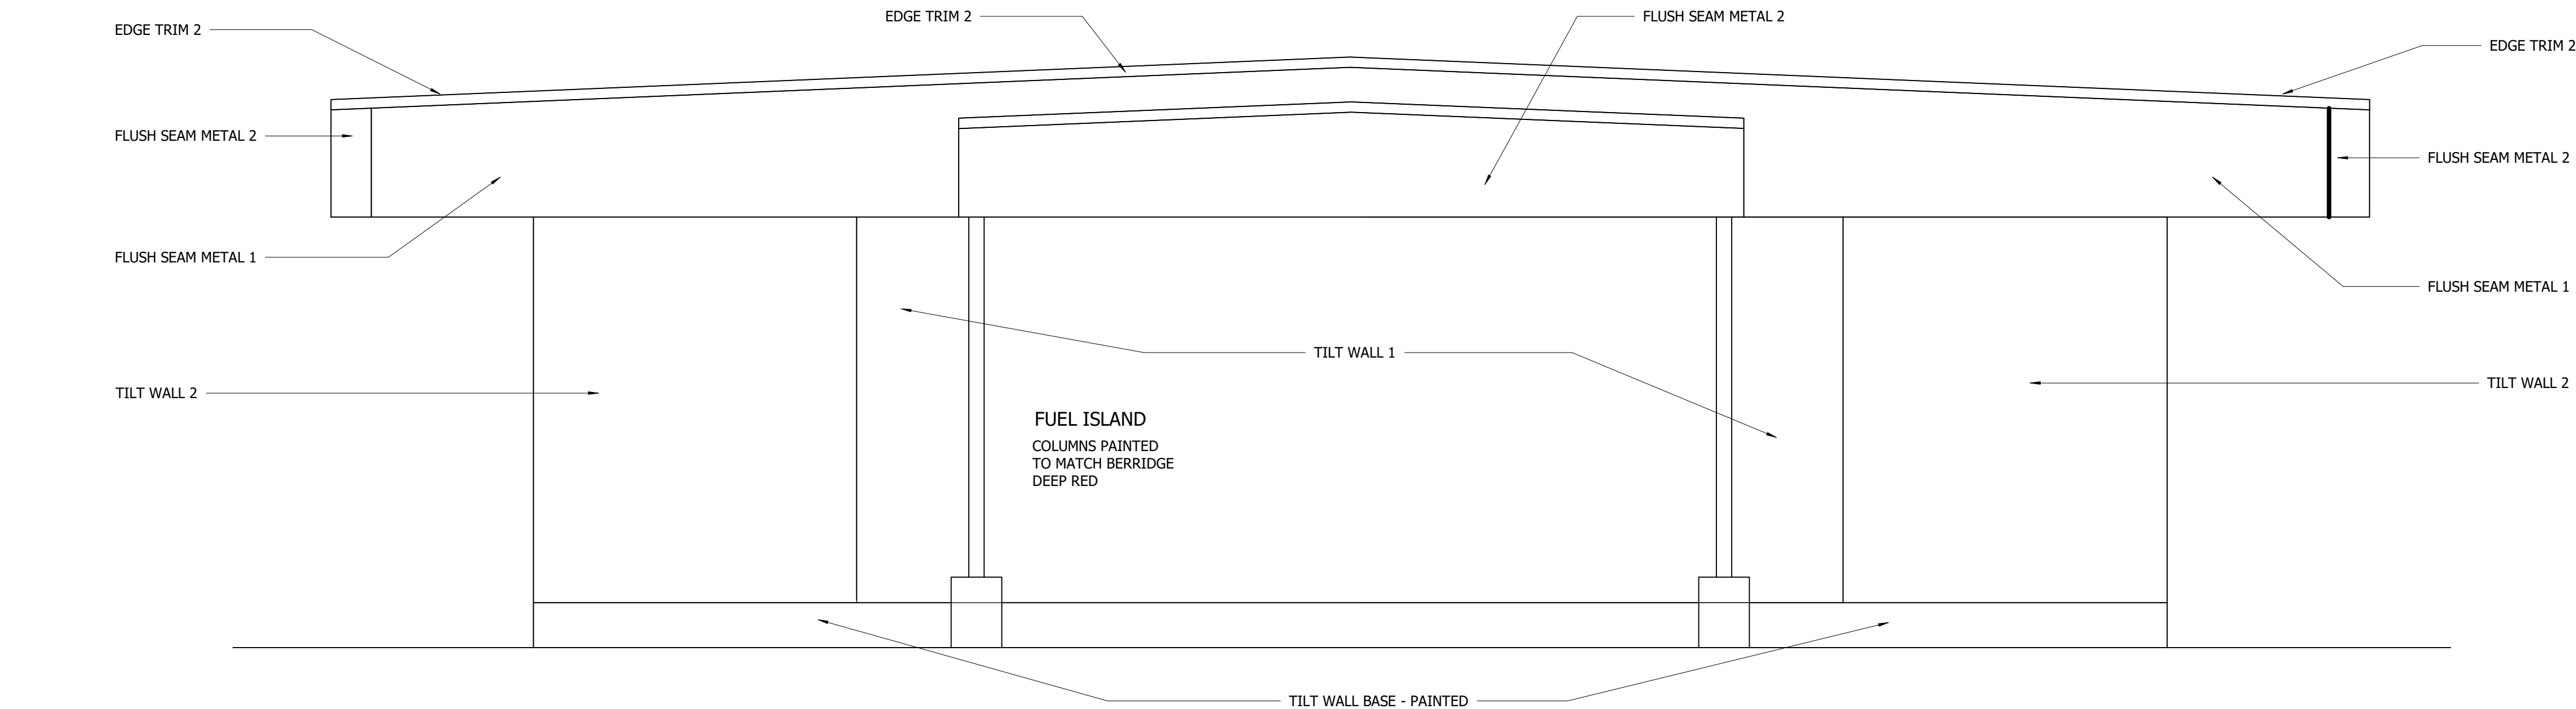 EDGE TRIM 2
EDGE TRIM 2
FLUSH SEAM METAL 2
EDGE TRIM 2
FLUSH SEAM METAL 2
FLUSH SEAM METAL 2
FLUSH SEAM METAL 1
FLUSH SEAM METAL 1
TILT WALL 1
TILT WALL 2
TILT WALL 2
FUEL ISLAND
COLUMNS PAINTED
TO MATCH BERRIDGE
DEEP RED
TILT WALL BASE - PAINTED